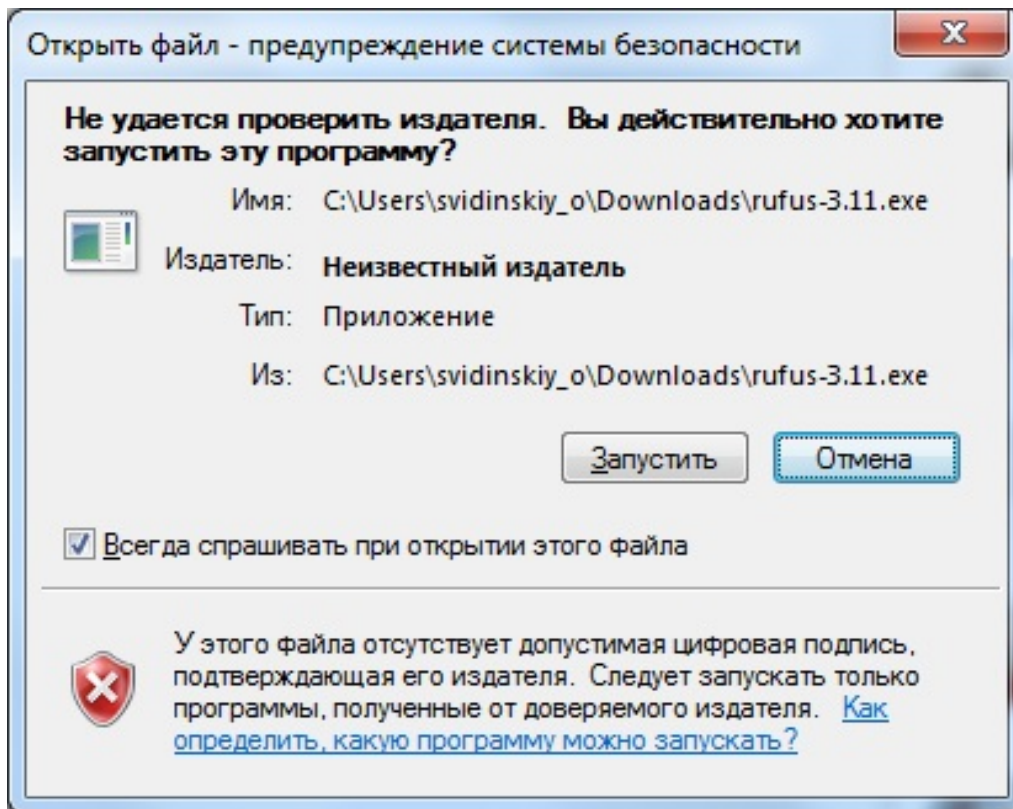 Открыть файл - предупреждение системы безопасности
Не удается проверить издателя. Вы действительно хотите
запустить эту программу?
Имя: C:\Users\svidinskiy_o\Downloads\rufus-3.11.exe
Издатель: Неизвестный издатель
Тип: Приложение
Из: C:\Users\svidinskiy_o\Downloads\rufus-3.11.exe
Запустить Отмена
Всегда спрашивать при открытии этого файла
У этого файла отсутствует допустимая цифровая подпись,
подтверждающая его издателя. Следует запускать только
программы, полученные от доверяемого издателя. Как
определить, какую программу можно запускать?